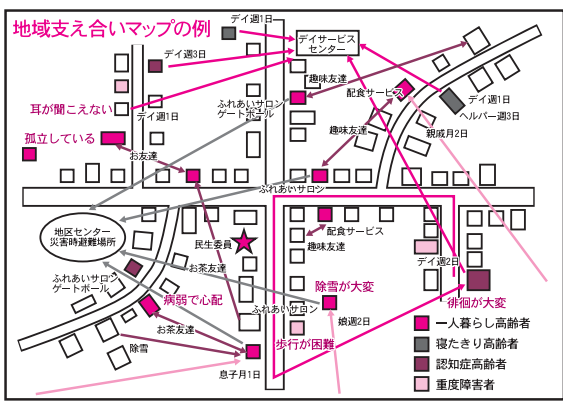 地域支え合いマップの例
デイ週1日
デイサービス
センター
デイ週3日
趣味友達
配食サービス
デイ週1日
ヘルパー週3日
耳が聞こえない
デイ週1日
ふれあいサロン
ゲートボール
趣味友達
親戚月2日
孤立している
お友達
ふれあいサロン
地区センター
災害時避難場所
民生委員
配食サービス
趣味友達
デイ週2日
お茶友達
ふれあいサロン
ゲートボール
病弱で心配
除雪が大変
徘徊が大変
ふれあいサロン
お茶友達
娘週2日
歩行が困難
除雪
息子月1日
一人暮らし高齢者
寝たきり高齢者
認知症高齢者
重度障害者